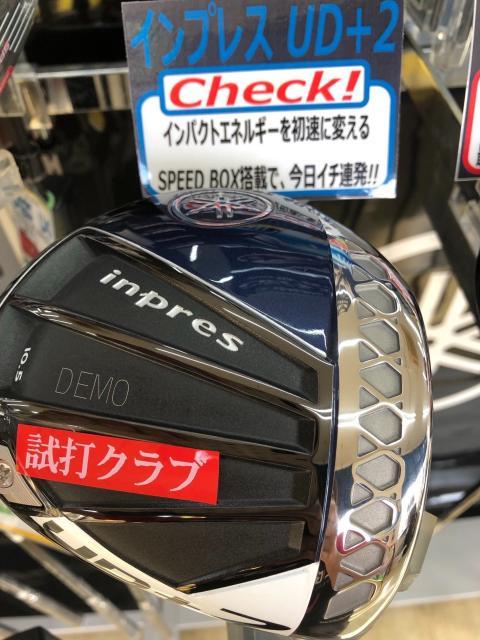 インプレス UD+2
Check!
インパクトエネルギーを初速に変える
SPEED BOX搭載で、今日イチ連発!!
inpres
10.5
DEMO
試打クラブ
UD+2